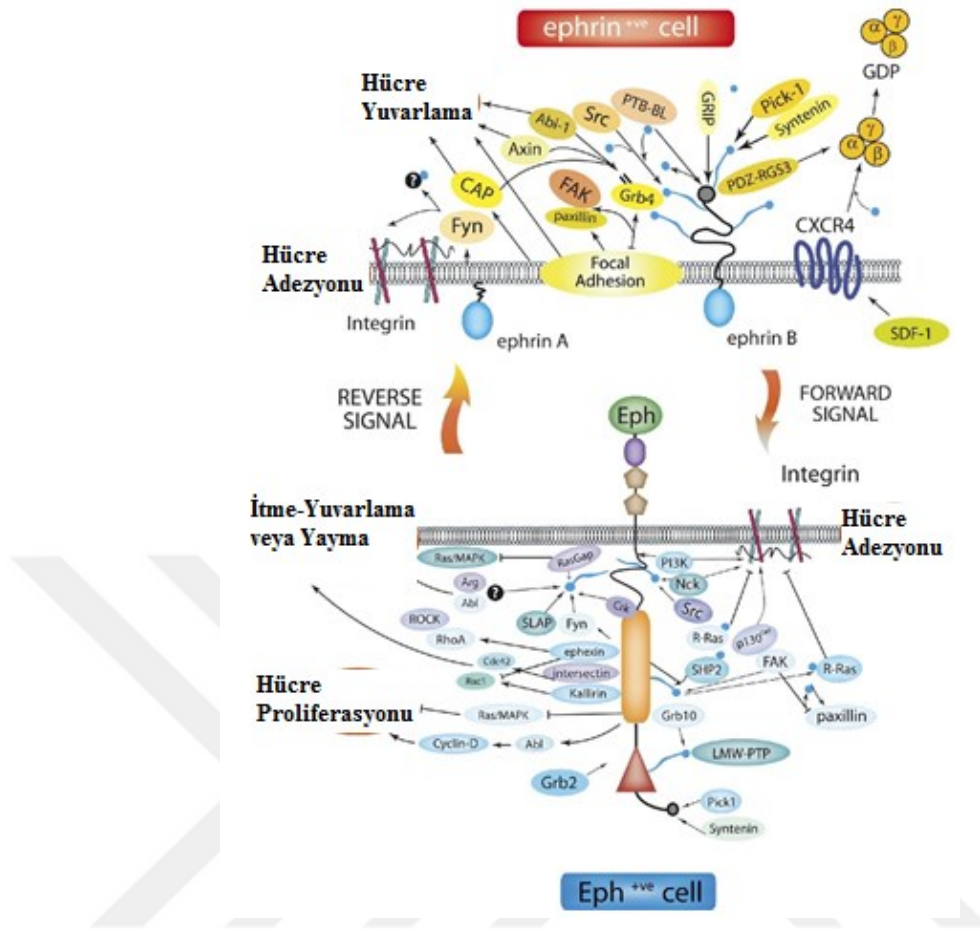 ephrin +ve cell
α γ β
GDP
Hücre
Yuvarlama
Abi-1
Src
PTB-BL
GRIP
Pick-1
Syntenin
Axin
α γ β
CAP
FAK
paxillin
Grb4
PDZ-RGS3
?
Fyn
CXCR4
Hücre
Adezyonu
Focal
Adhesion
Integrin
ephrin A
ephrin B
SDF-1
REVERSE
SIGNAL
FORWARD
SIGNAL
Eph
Integrin
İtme-Yuvarlama
veya Yayma
Hücre
Adezyonu
Ras/MAPK
RasGap
PI3K
Nck
Arg
Abl
?
Src
Crk
ROCK
SLAP
Fyn
R-Ras
p130cas
RhoA
ephexin
Cdc42
SHP2
FAK
R-Ras
Rac1
Intersectin
Kallirin
Hücre
Proliferasyonu
Ras/MAPK
Grb10
paxillin
Cyclin-D
Abl
LMW-PTP
Grb2
Pick1
Syntenin
Eph +ve cell